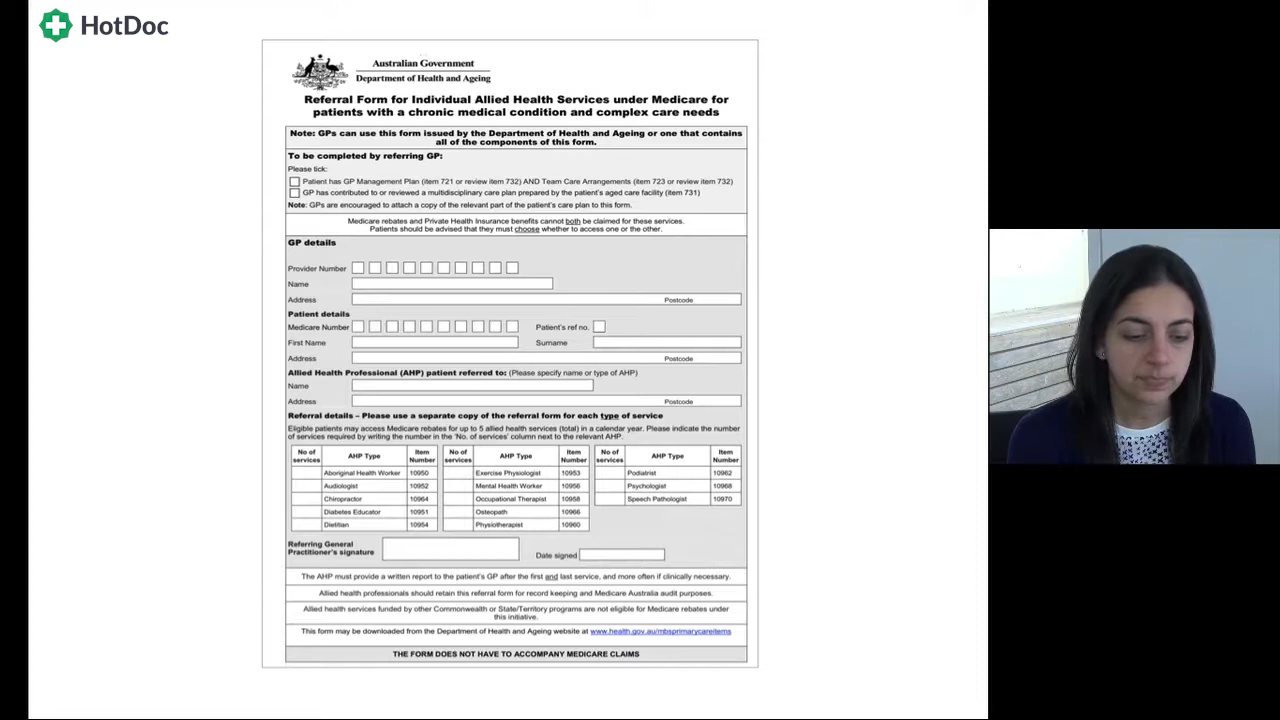 HotDoc
Australian Government
Department of Health and Ageing
Referral Form for Individual Allied Health Services under Medicare for
patients with a chronic medical condition and complex care needs
Note: GPs can use this form issued by the Department of Health and Ageing or one that contains
all of the components of this form.
To be completed by referring GP:
Please tick:
Patient has GP Management Plan (item 721 or review item 732) AND Team Care Arrangements (item 723 or review item 732)
GP has contributed to or reviewed a multidisciplinary care plan prepared by the patient's aged care facility (item 731)
Note: GPs are encouraged to attach a copy of the relevant part of the patient's care plan to this form.
Medicare rebates and Private Health Insurance benefits cannot both be claimed for these services.
Patients should be advised that they must choose whether to access one or the other.
GP details
Provider Number
Name
Address Postcode
Patient details
Medicare Number Patient's ref no.
First Name Surname
Address Postcode
Allied Health Professional (AHP) patient referred to: (Please specify name or type of AHP)
Name
Address Postcode
Referral details – Please use a separate copy of the referral form for each type of service
Eligible patients may access Medicare rebates for up to 5 allied health services (total) in a calendar year. Please indicate the number
of services required by writing the number in the 'No. of services' column next to the relevant AHP.
No of services AHP Type Item Number No of services AHP Type Item Number No of services AHP Type Item Number
Aboriginal Health Worker 10950 Exercise Physiologist 10953 Podiatrist 10962
Audiologist 10952 Mental Health Worker 10956 Psychologist 10968
Chiropractor 10964 Occupational Therapist 10958 Speech Pathologist 10970
Diabetes Educator 10951 Osteopath 10966
Dietitian 10954 Physiotherapist 10960
Referring General
Practitioner's signature Date signed
The AHP must provide a written report to the patient's GP after the first and last service, and more often if clinically necessary.
Allied health professionals should retain this referral form for record keeping and Medicare Australia audit purposes.
Allied health services funded by other Commonwealth or State/Territory programs are not eligible for Medicare rebates under
this initiative.
This form may be downloaded from the Department of Health and Ageing website at www.health.gov.au/mbsprimarycareitems
THE FORM DOES NOT HAVE TO ACCOMPANY MEDICARE CLAIMS